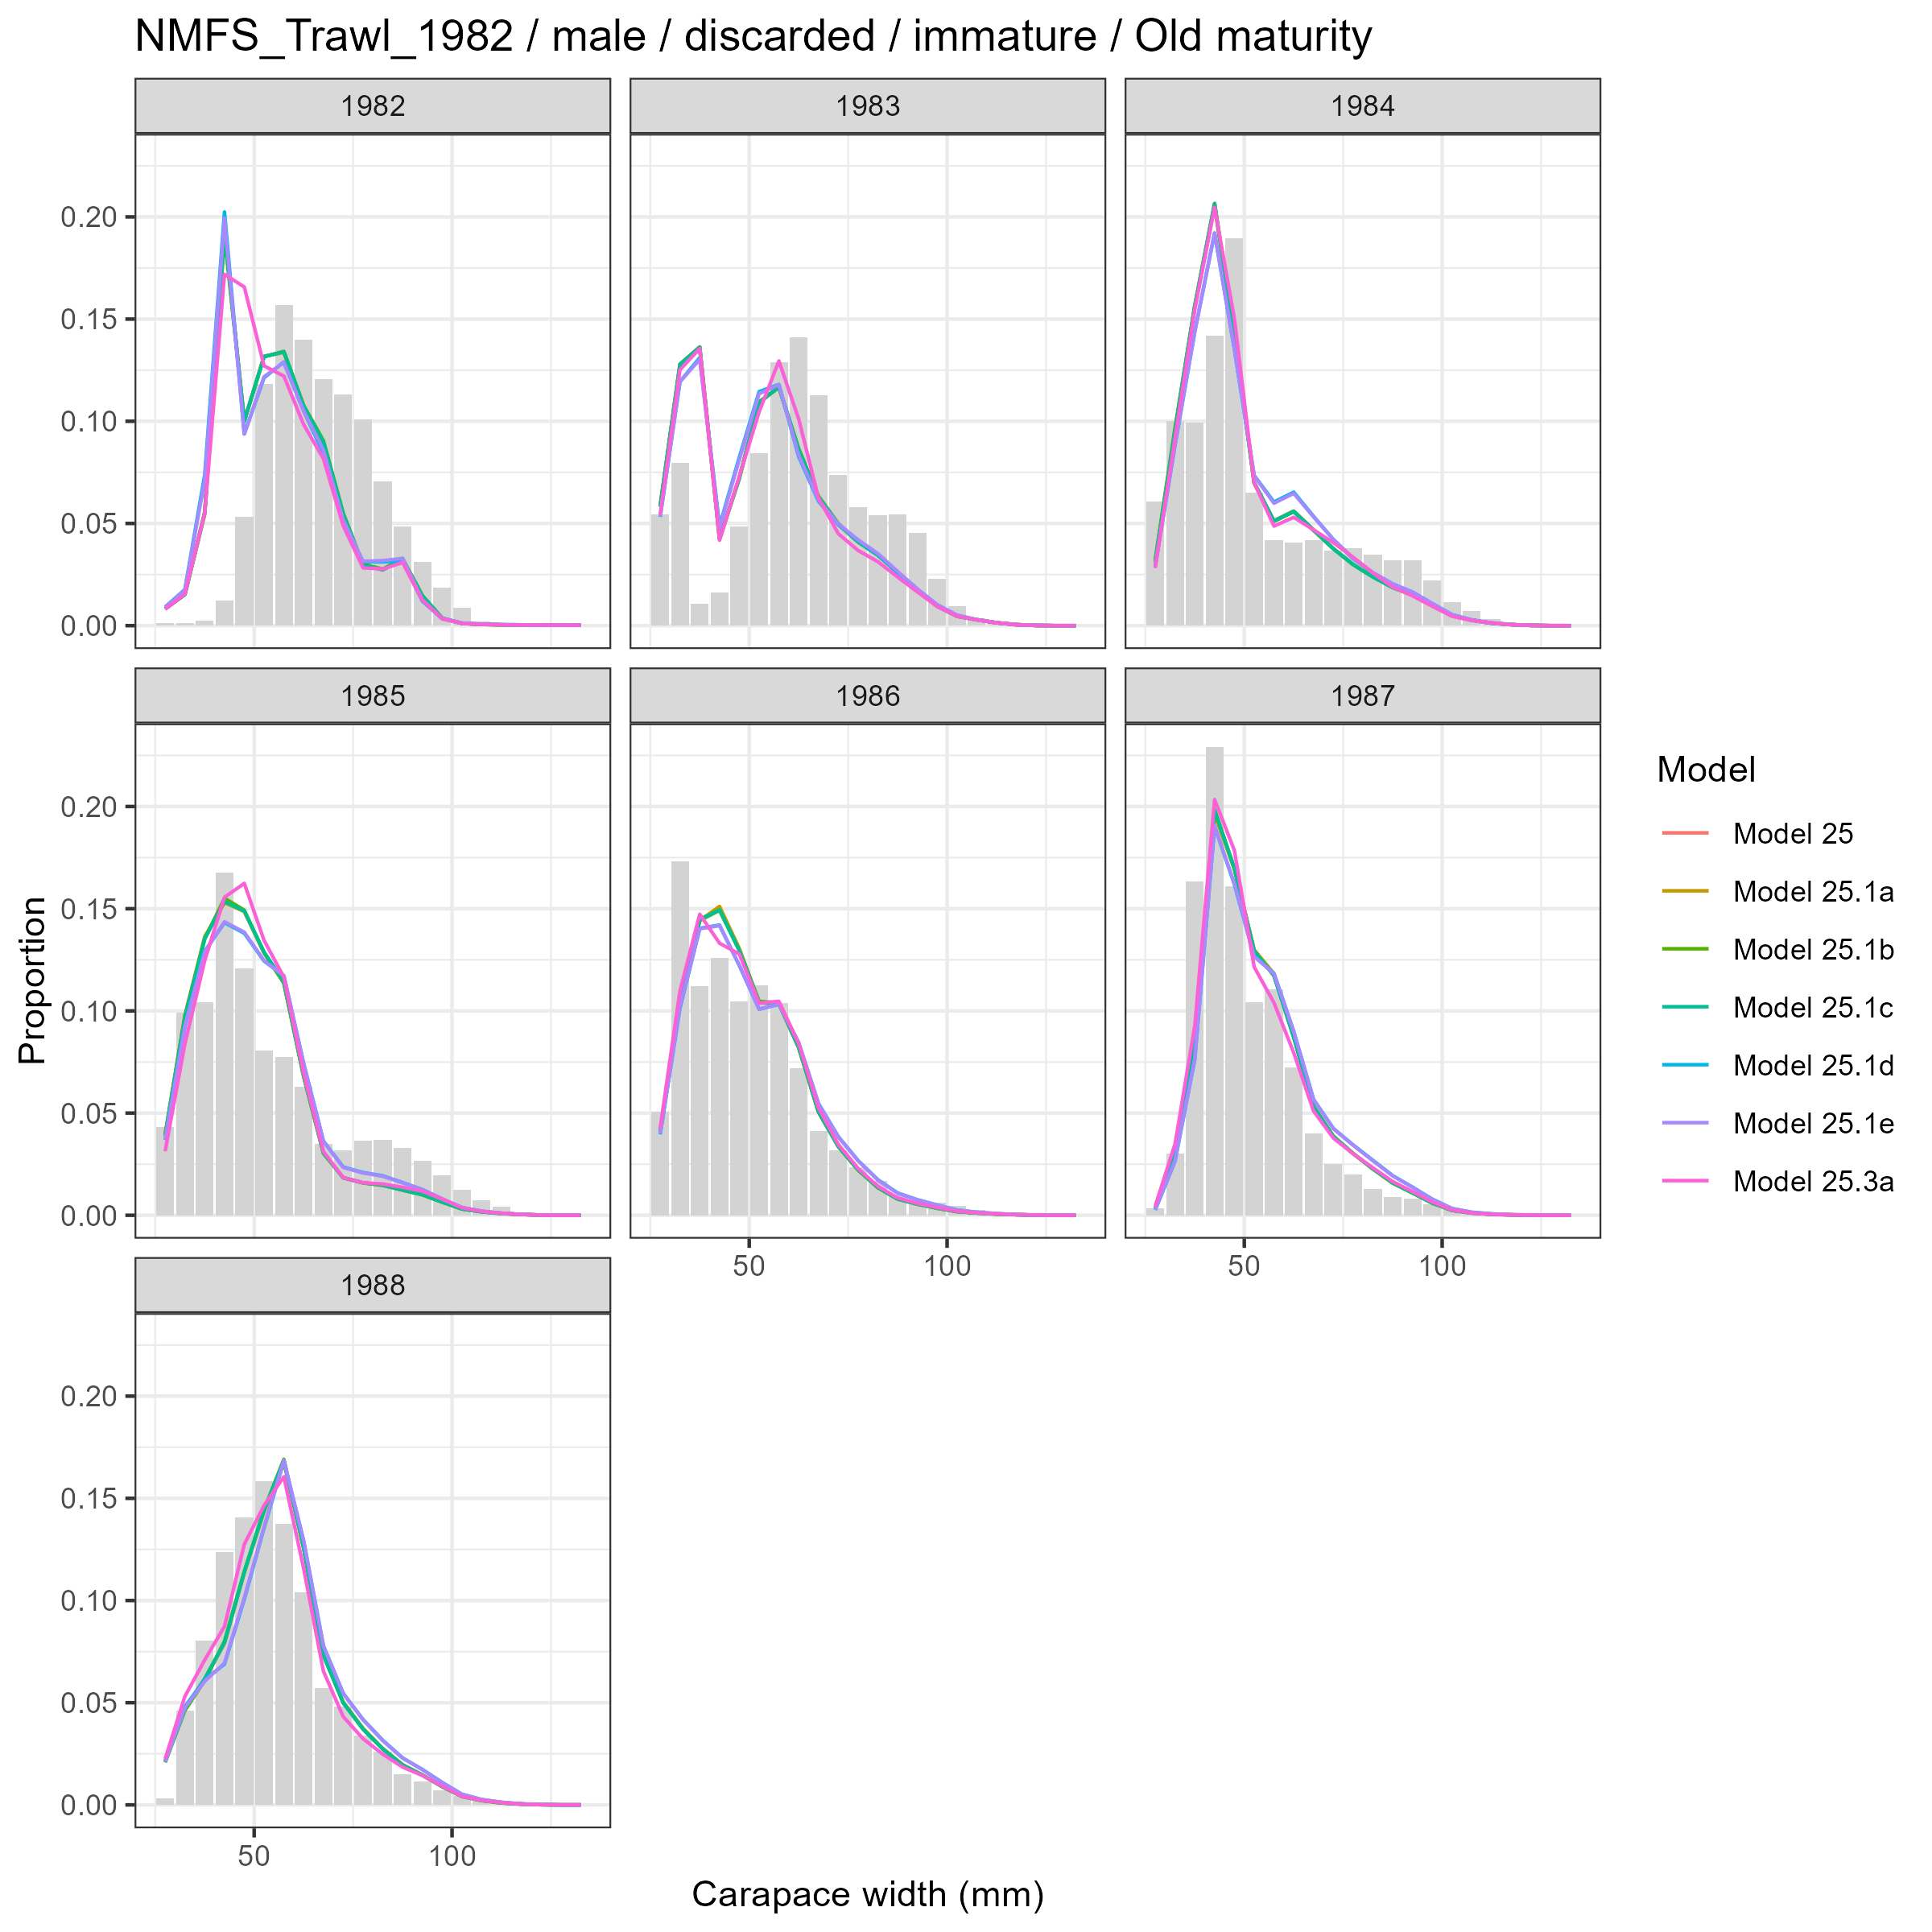 NMFS_Trawl_1982 / male / discarded / immature / Old maturity
1982
1983
1984
0.20
0.15
0.10
0.05
0.00
1985
1986
1987
0.20
0.15
0.10
0.05
0.00
50
100
50
100
1988
0.20
0.15
0.10
0.05
0.00
50
100
Proportion
Carapace width (mm)
Model
Model 25
Model 25.1a
Model 25.1b
Model 25.1c
Model 25.1d
Model 25.1e
Model 25.3a